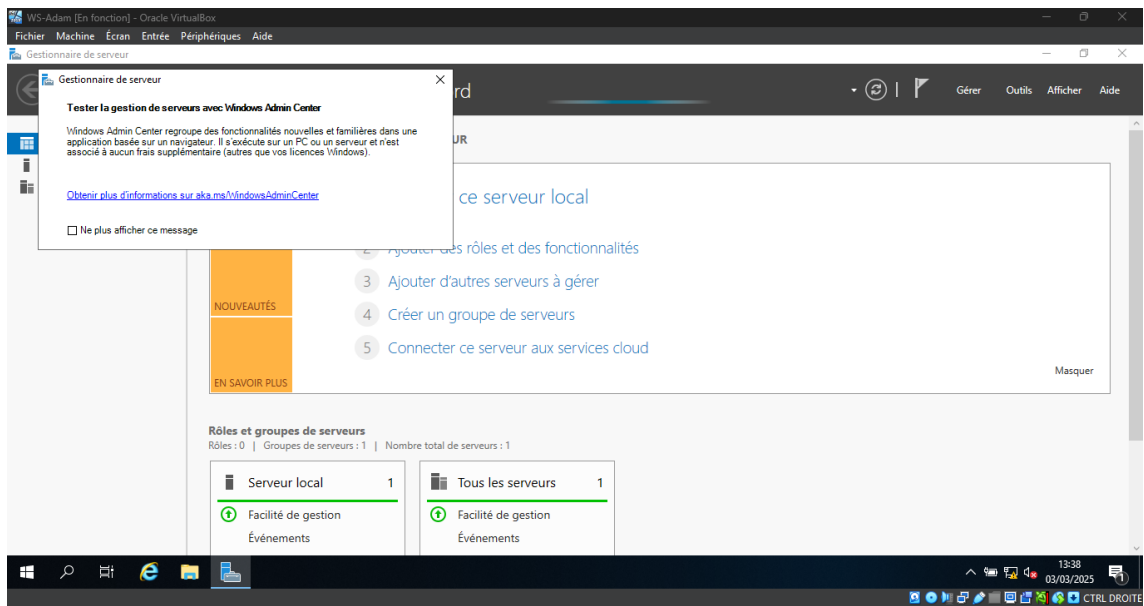 WS-Adam [En fonction] - Oracle VirtualBox
Fichier Machine Écran Entrée Périphériques Aide
Gestionnaire de serveur
Gestionnaire de serveur
rd
Gérer Outils Afficher Aide
Tester la gestion de serveurs avec Windows Admin Center
Windows Admin Center regroupe des fonctionnalités nouvelles et familières dans une
application basée sur un navigateur. Il s'exécute sur un PC ou un serveur et n'est
associé à aucun frais supplémentaire (autres que vos licences Windows).
Obtenir plus d'informations sur aka.ms/WindowsAdminCenter
Ne plus afficher ce message
UR
ce serveur local
2 Ajouter des rôles et des fonctionnalités
3 Ajouter d'autres serveurs à gérer
NOUVEAUTÉS
4 Créer un groupe de serveurs
5 Connecter ce serveur aux services cloud
Masquer
EN SAVOIR PLUS
Rôles et groupes de serveurs
Rôles : 0 | Groupes de serveurs : 1 | Nombre total de serveurs : 1
Serveur local 1
Facilité de gestion
Événements
Tous les serveurs 1
Facilité de gestion
Événements
13:38
03/03/2025
1
CTRL DROITE